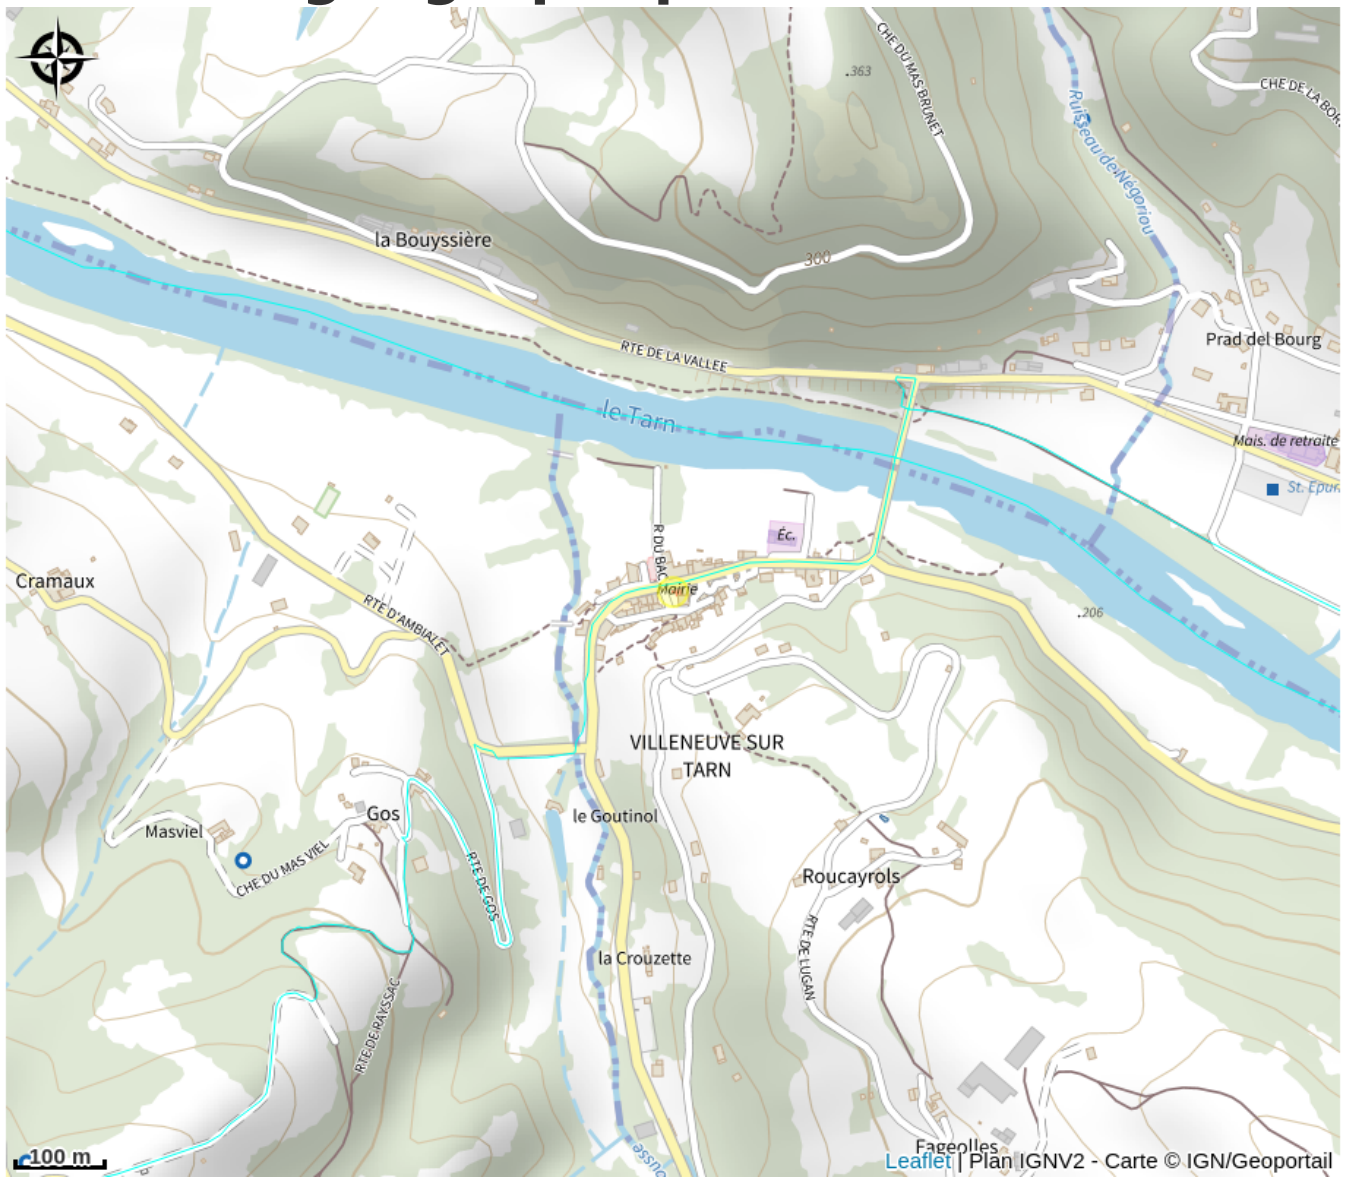 CHE DU MAS BRUNET
.363
CHE DE LA BOR
Ruisseau de Négoriou
la Bouyssière
300
Prad del Bourg
RTE DE LA VALLEE
le Tarn
Mais. de retraite
St. Epur
Éc.
R DU BAC
Mairie
Cramaux
RTE D'AMBIALET
.206
VILLENEUVE SUR
TARN
Gos
le Goutinol
Masviel
CHE DU MAS VIEL
RTE DE GOS
Roucayrols
RTE DE LUGAN
la Crouzette
RTE DE RAYSSAC
Fageolles
ousse
100 m
Leaflet | Plan IGNV2 - Carte © IGN/Geoportail